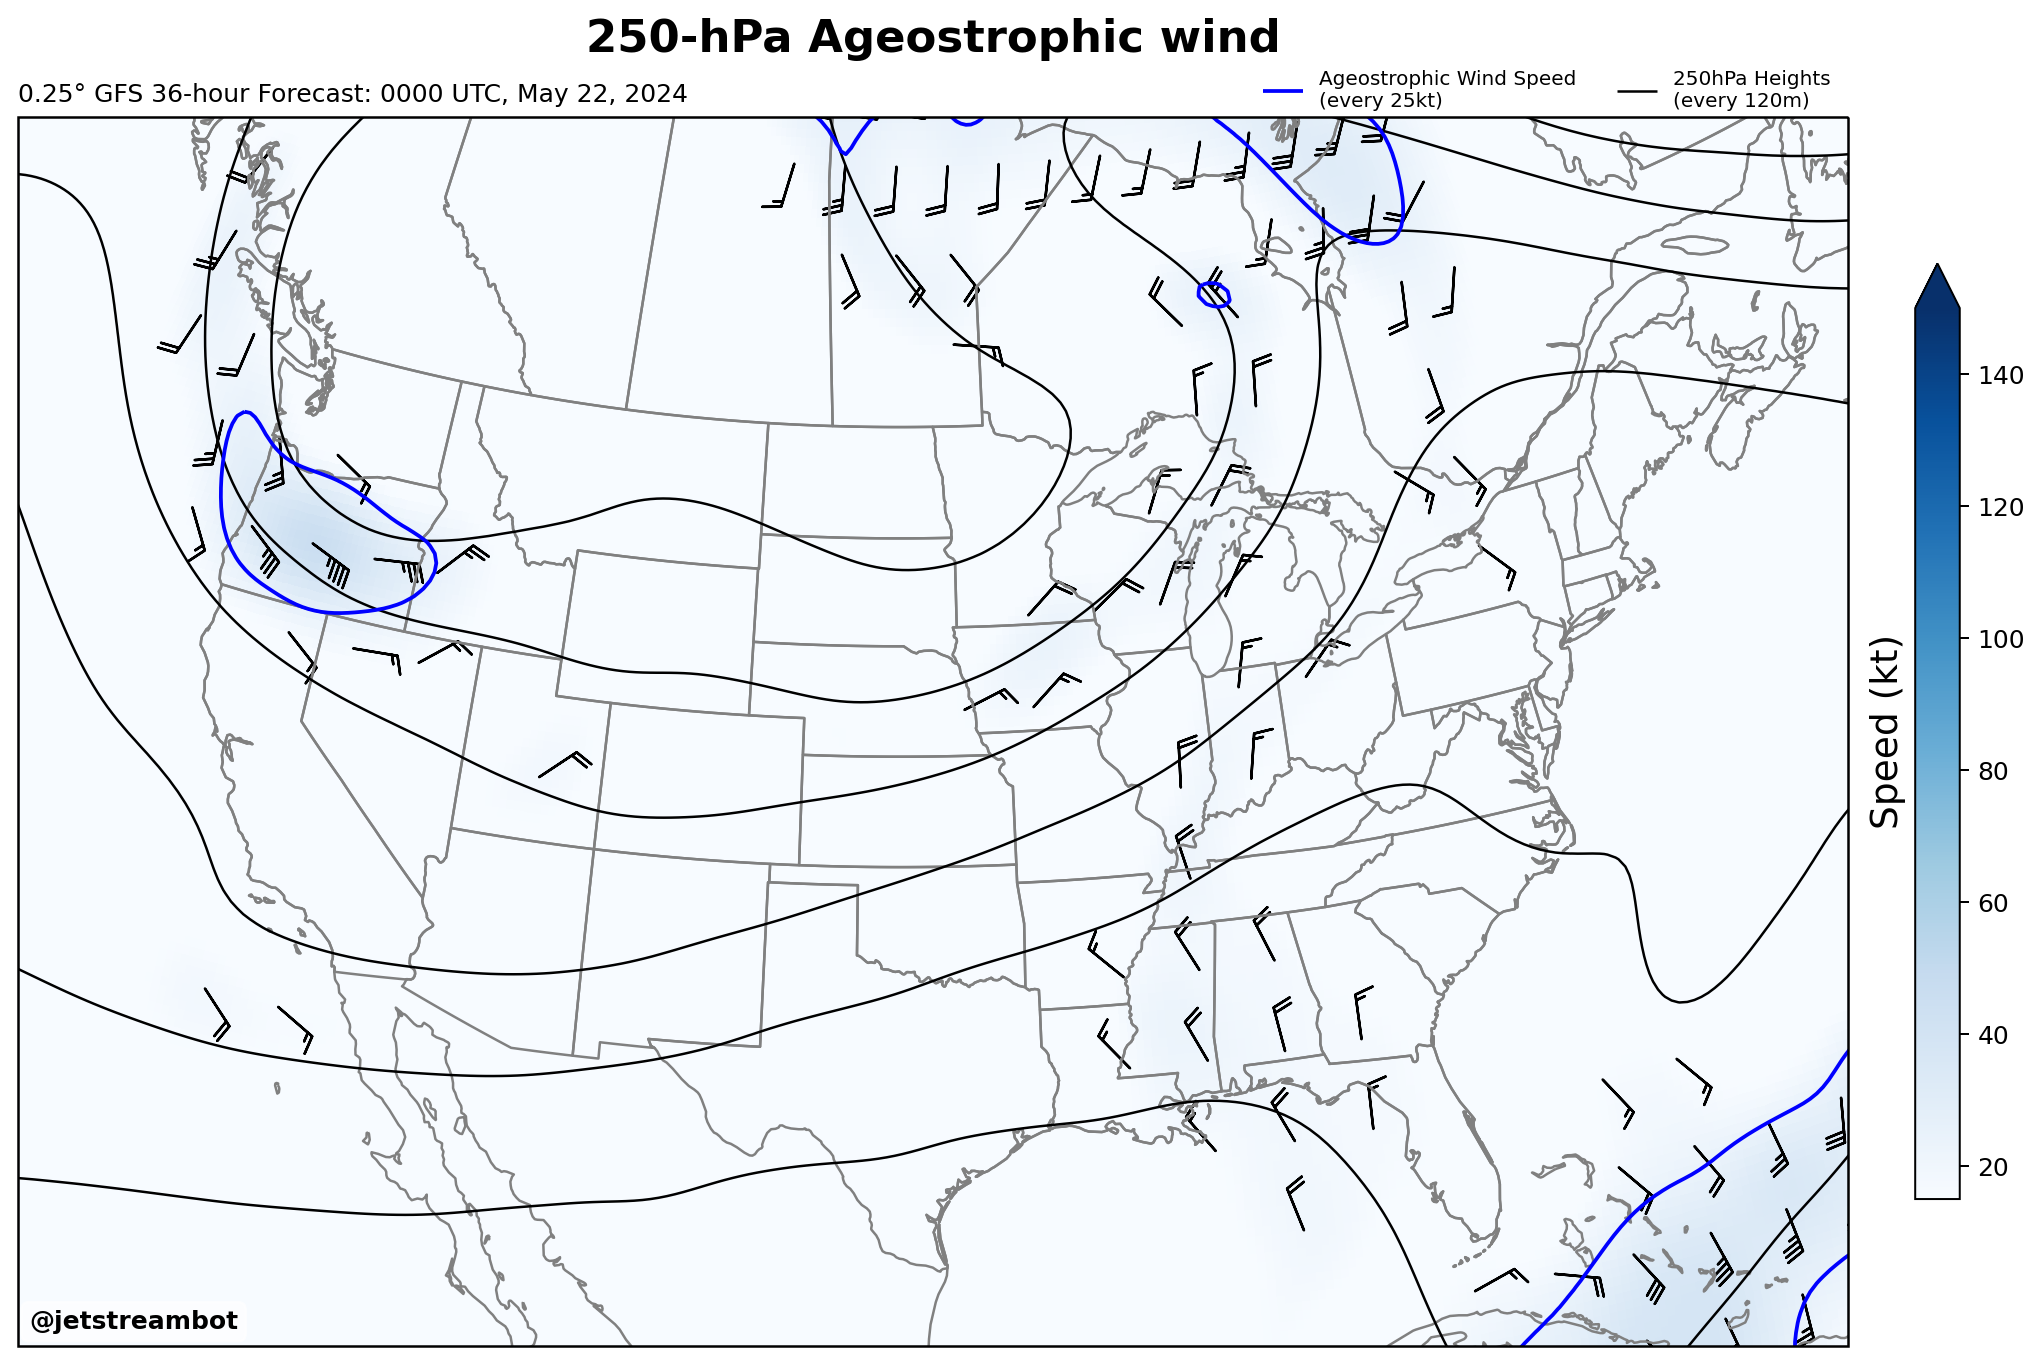 250-hPa Ageostrophic wind
0.25° GFS 36-hour Forecast: 0000 UTC, May 22, 2024
Ageostrophic Wind Speed
(every 25kt)
250hPa Heights
(every 120m)
140
120
100
80
60
40
20
Speed (kt)
@jetstreambot